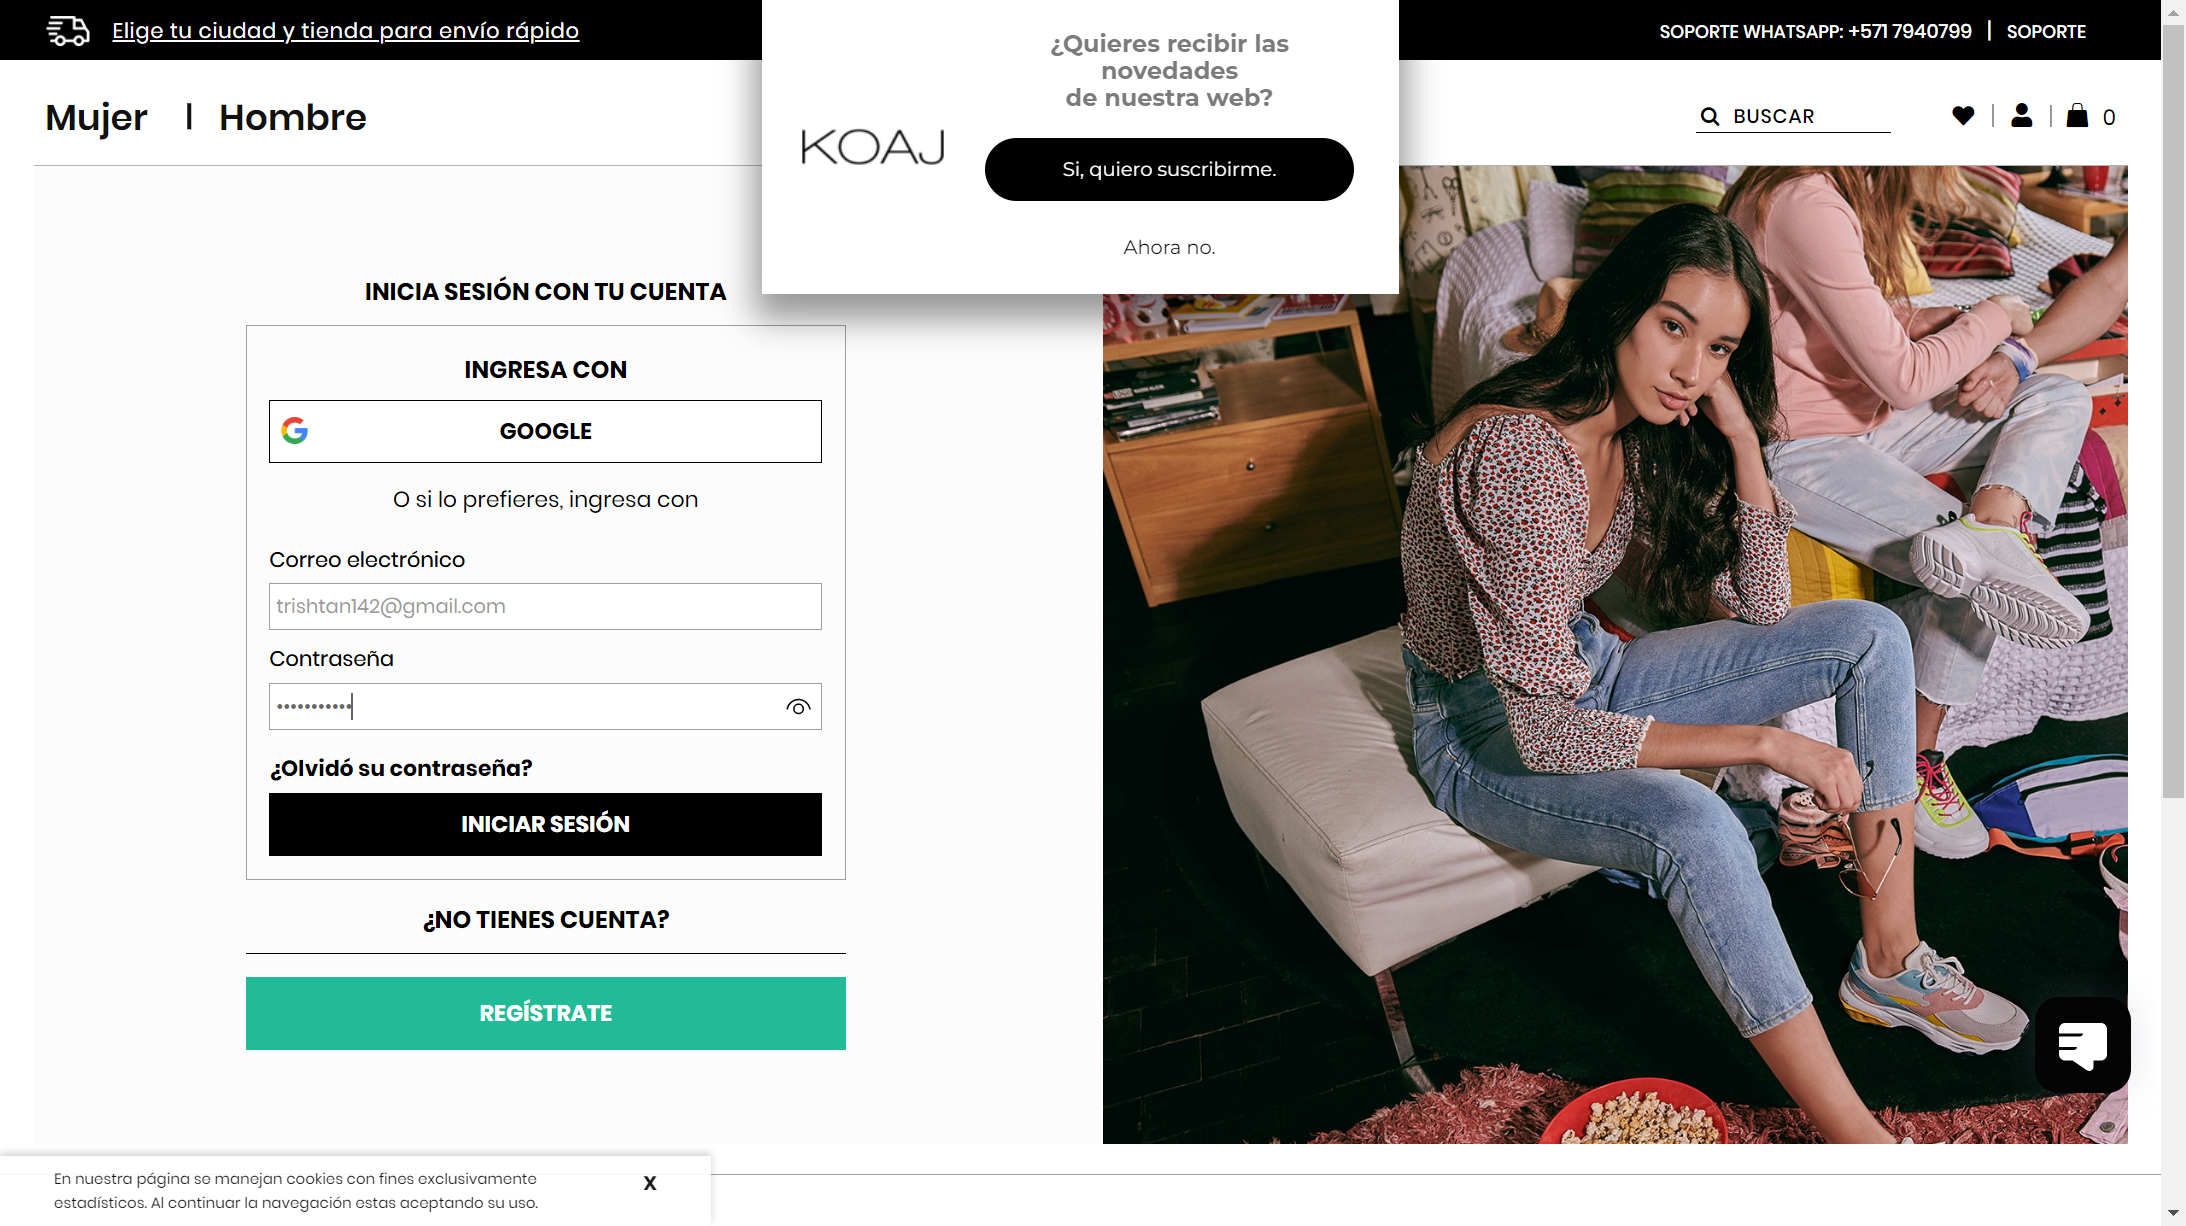 Elige tu ciudad y tienda para envío rápido
SOPORTE WHATSAPP: +571 7940799 | SOPORTE
Mujer | Hombre
BUSCAR
0
KOAJ
¿Quieres recibir las
novedades
de nuestra web?
Si, quiero suscribirme.
Ahora no.
INICIA SESIÓN CON TU CUENTA
INGRESA CON
GOOGLE
O si lo prefieres, ingresa con
Correo electrónico
trishtan142@gmail.com
Contraseña
•••••••••••
¿Olvidó su contraseña?
INICIAR SESIÓN
¿NO TIENES CUENTA?
REGÍSTRATE
En nuestra página se manejan cookies con fines exclusivamente
estadísticos. Al continuar la navegación estas aceptando su uso.
X